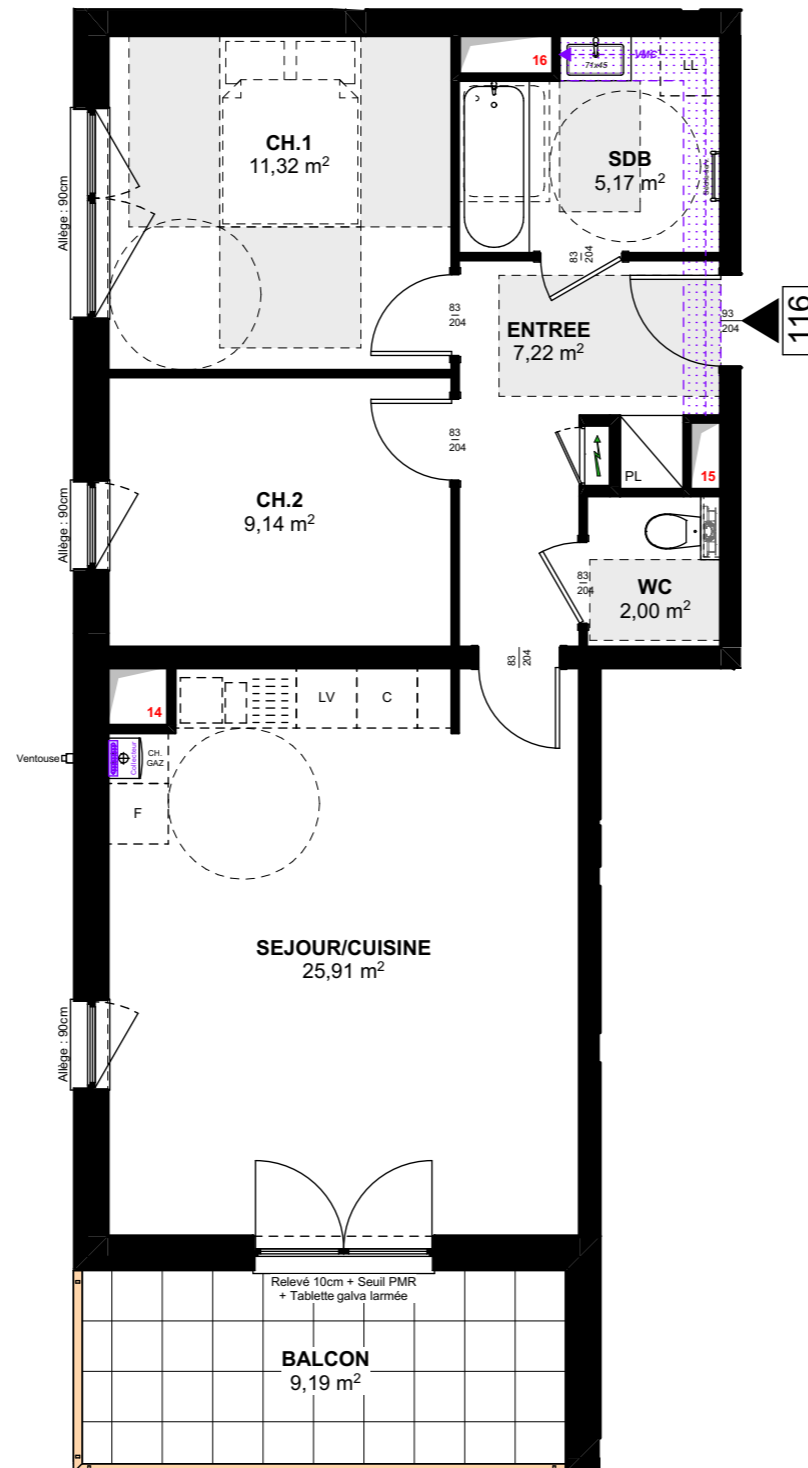 16
71x45
VMC
LL
CH.1
11,32 m²
SDB
5,17 m²
Allège : 90cm
83
204
83
204
ENTREE
7,22 m²
93
204
116
83
204
PL
15
CH.2
9,14 m²
Allège : 90cm
83
204
WC
2,00 m²
83
204
14
LV
C
Ventouse
Collecteur
CH.
GAZ
F
SEJOUR/CUISINE
25,91 m²
Allège : 90cm
Relevé 10cm + Seuil PMR
+ Tablette galva larmée
BALCON
9,19 m²